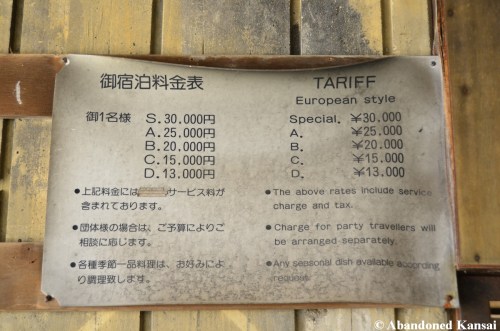 御宿泊料金表
御1名様 S. 30.000円
A. 25.000円
B. 20.000円
C. 15.000円
D. 13.000円
●上記料金には サービス料が
含まれております。
●団体様の場合は、ご予算によりご
相談に応じます。
●各種季節一品料理は、お好みによ
り調理致します。
TARIFF
European style
Special. ¥30.000
A. ¥25.000
B. ¥20.000
C. ¥15.000
D. ¥13.000
●The above rates include service
charge and tax.
●Charge for party travellers will
be arranged separately.
●Any seasonal dish available according
request.
© Abandoned Kansai